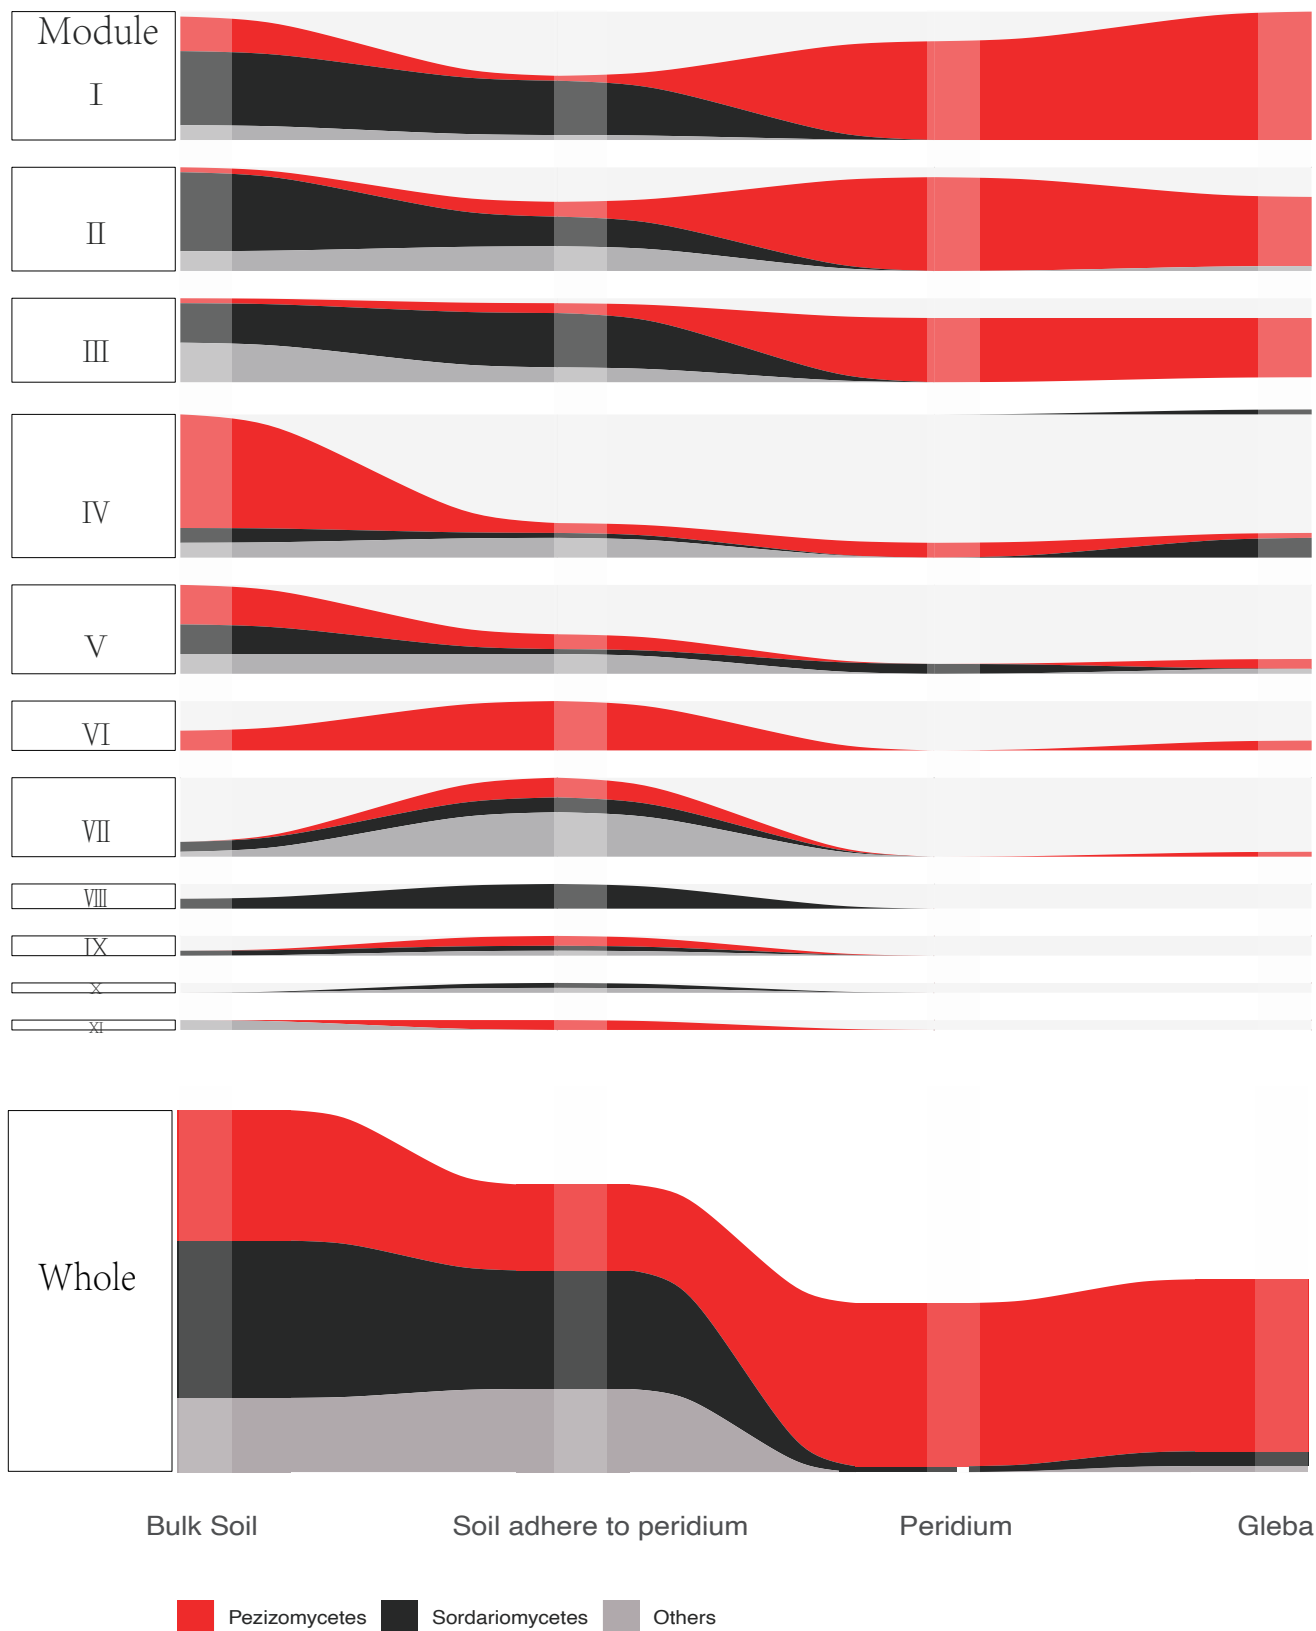 Module
I
II
III
IV
V
VI
VII
VIII
IX
X
XI
Whole
Bulk Soil Soil adhere to peridium Peridium Gleba
Pezizomycetes Sordariomycetes Others